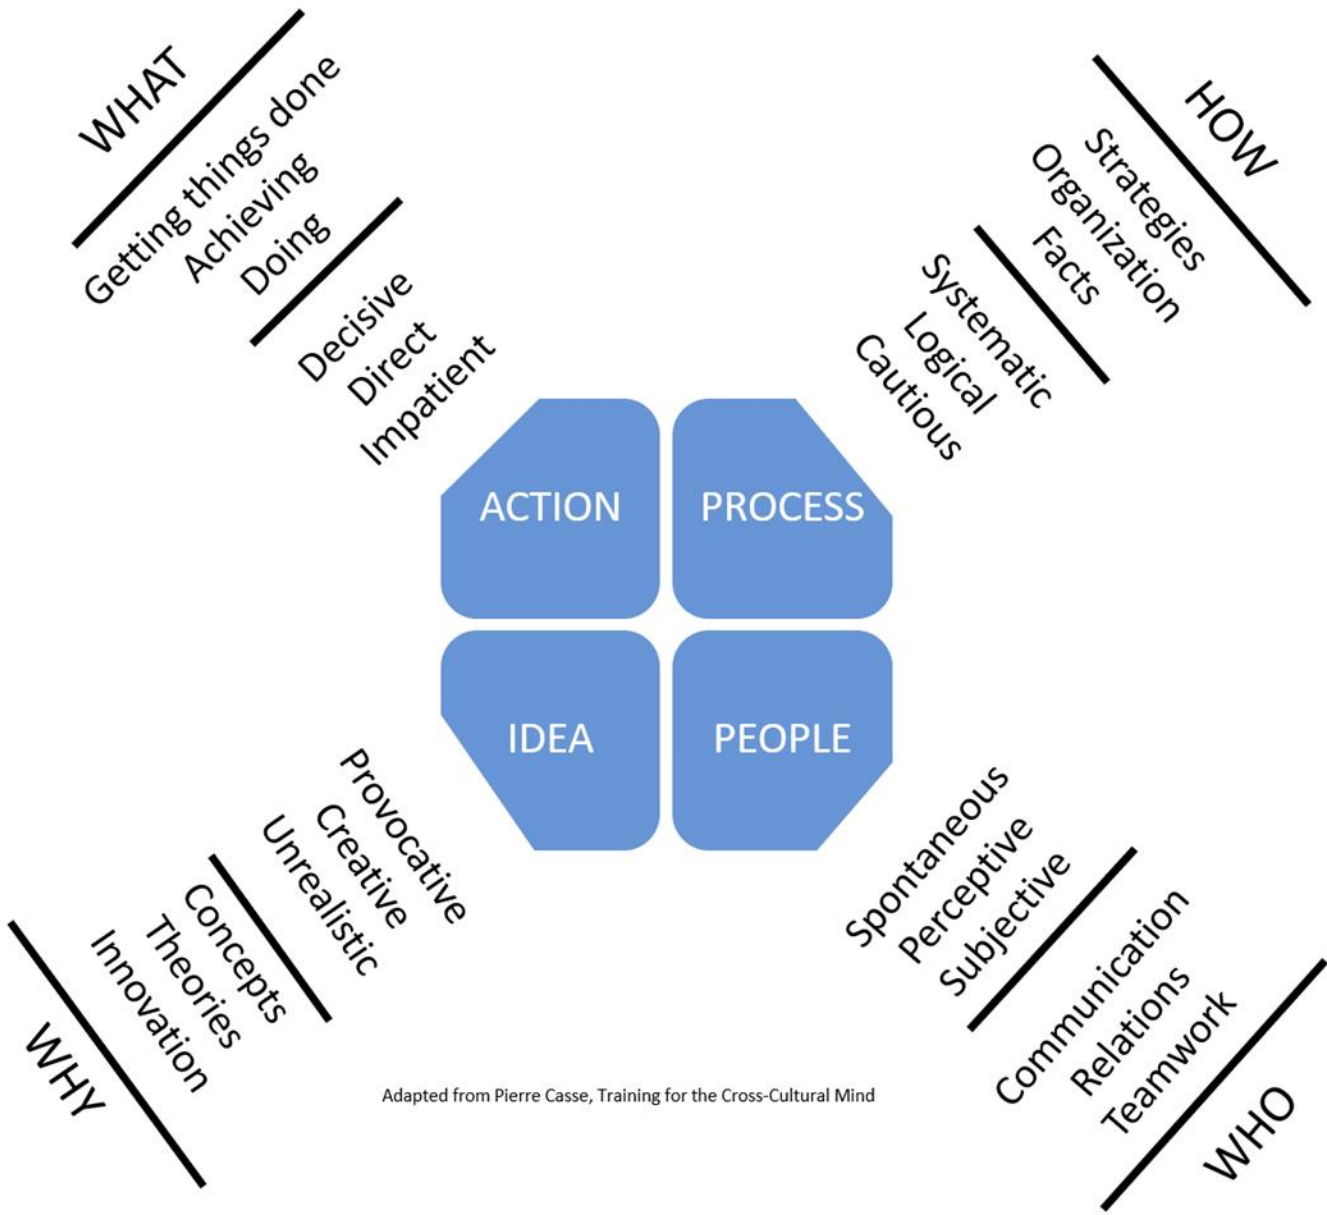 WHAT
Getting things done
Achieving
Doing
Decisive
Direct
Impatient
HOW
Strategies
Organization
Facts
Systematic
Logical
Cautious
ACTION
PROCESS
IDEA
PEOPLE
Provocative
Creative
Unrealistic
Concepts
Theories
Innovation
WHY
Spontaneous
Perceptive
Subjective
Communication
Relations
Teamwork
WHO
Adapted from Pierre Casse, Training for the Cross-Cultural Mind